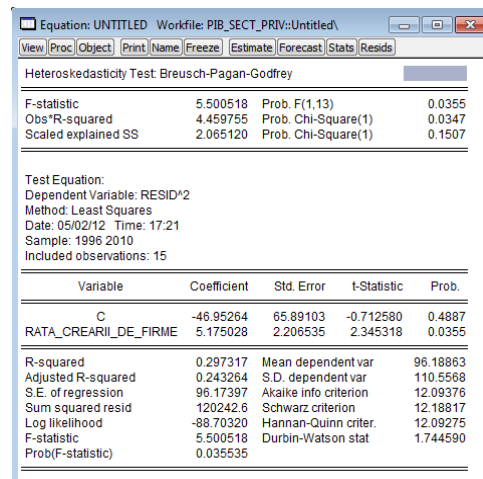 Equation: UNTITLED Workfile: PIB_SECT_PRIV::Untitled\
View Proc Object Print Name Freeze Estimate Forecast Stats Resids
Heteroskedasticity Test: Breusch-Pagan-Godfrey
F-statistic 5.500518 Prob. F(1,13) 0.0355
Obs*R-squared 4.459755 Prob. Chi-Square(1) 0.0347
Scaled explained SS 2.065120 Prob. Chi-Square(1) 0.1507
Test Equation:
Dependent Variable: RESID^2
Method: Least Squares
Date: 05/02/12 Time: 17:21
Sample: 1996 2010
Included observations: 15
Variable Coefficient Std. Error t-Statistic Prob.
C -46.95264 65.89103 -0.712580 0.4887
RATA_CREARII_DE_FIRME 5.175028 2.206535 2.345318 0.0355
R-squared 0.297317 Mean dependent var 96.18863
Adjusted R-squared 0.243264 S.D. dependent var 110.5568
S.E. of regression 96.17397 Akaike info criterion 12.09376
Sum squared resid 120242.6 Schwarz criterion 12.18817
Log likelihood -88.70320 Hannan-Quinn criter. 12.09275
F-statistic 5.500518 Durbin-Watson stat 1.744590
Prob(F-statistic) 0.035535